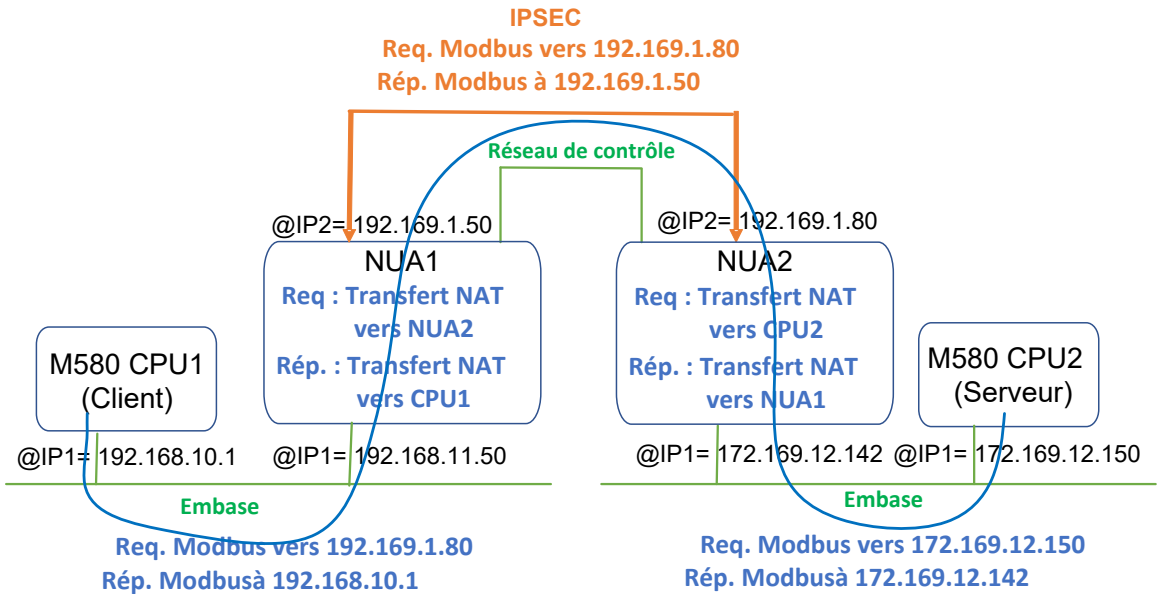 IPSEC
Req. Modbus vers 192.169.1.80
Rép. Modbus à 192.169.1.50
Réseau de contrôle
@IP2= 192.169.1.50
@IP2= 192.169.1.80
NUA1
Req : Transfert NAT
vers NUA2
Rép. : Transfert NAT
vers CPU1
NUA2
Req : Transfert NAT
vers CPU2
Rép. : Transfert NAT
vers NUA1
M580 CPU1
(Client)
M580 CPU2
(Serveur)
@IP1= 192.168.10.1
@IP1= 192.168.11.50
@IP1= 172.169.12.142
@IP1= 172.169.12.150
Embase
Embase
Req. Modbus vers 192.169.1.80
Rép. Modbusà 192.168.10.1
Req. Modbus vers 172.169.12.150
Rép. Modbusà 172.169.12.142